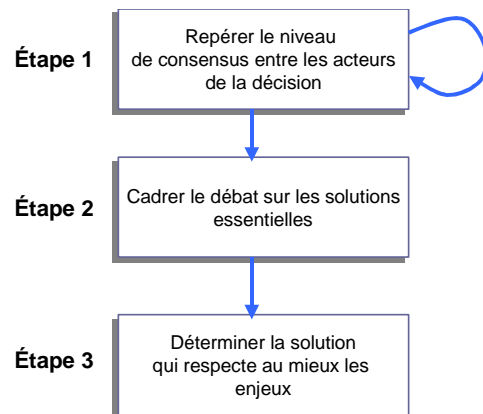 Étape 1
Repérer le niveau
de consensus entre les acteurs
de la décision
Étape 2
Cadrer le débat sur les solutions
essentielles
Étape 3
Déterminer la solution
qui respecte au mieux les
enjeux